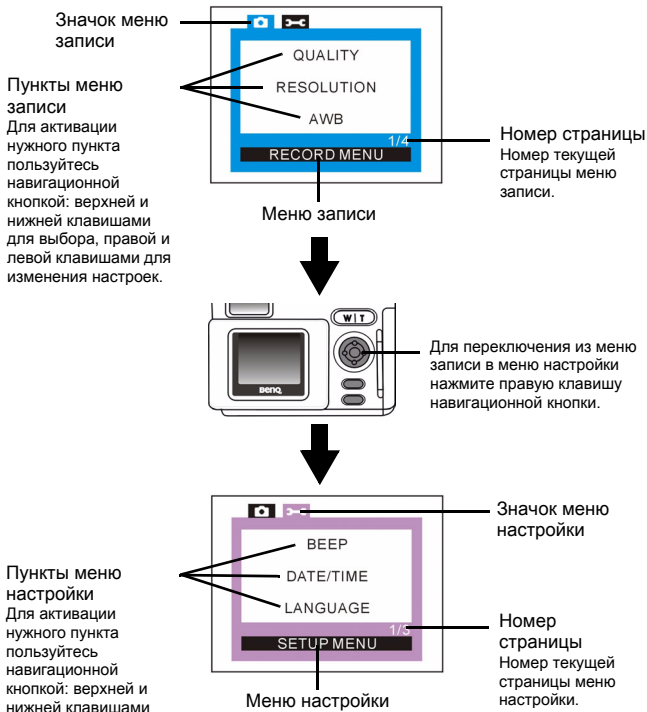 Значок меню
записи
QUALITY
RESOLUTION
AWB
1/4
RECORD MENU
Пункты меню
записи
Для активации
нужного пункта
пользуйтесь
навигационной
кнопкой: верхней и
нижней клавишами
для выбора, правой и
левой клавишами для
изменения настроек.
Номер страницы
Номер текущей
страницы меню
записи.
Меню записи
W T
BenQ
Для переключения из меню
записи в меню настройки
нажмите правую клавишу
навигационной кнопки.
Значок меню
настройки
BEEP
DATE/TIME
LANGUAGE
1/3
SETUP MENU
Пункты меню
настройки
Для активации
нужного пункта
пользуйтесь
навигационной
кнопкой: верхней и
нижней клавишами
Номер
страницы
Номер текущей
страницы меню
настройки.
Меню настройки